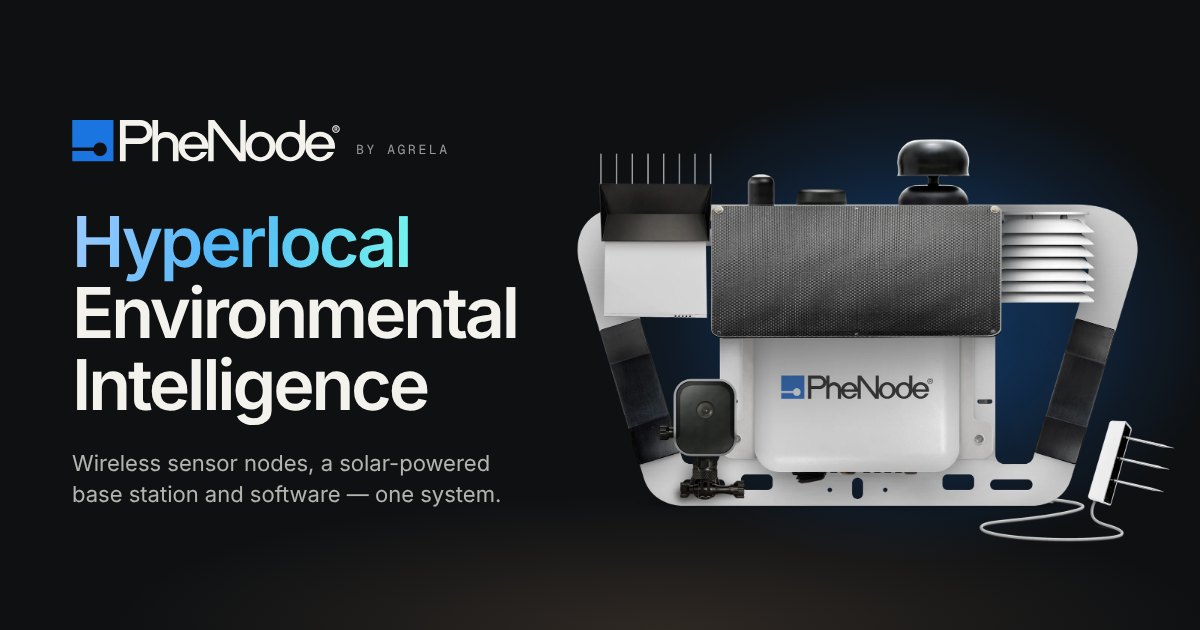 PheNode® BY AGRELA
Hyperlocal
Environmental
Intelligence
Wireless sensor nodes, a solar-powered
base station and software — one system.
PheNode®